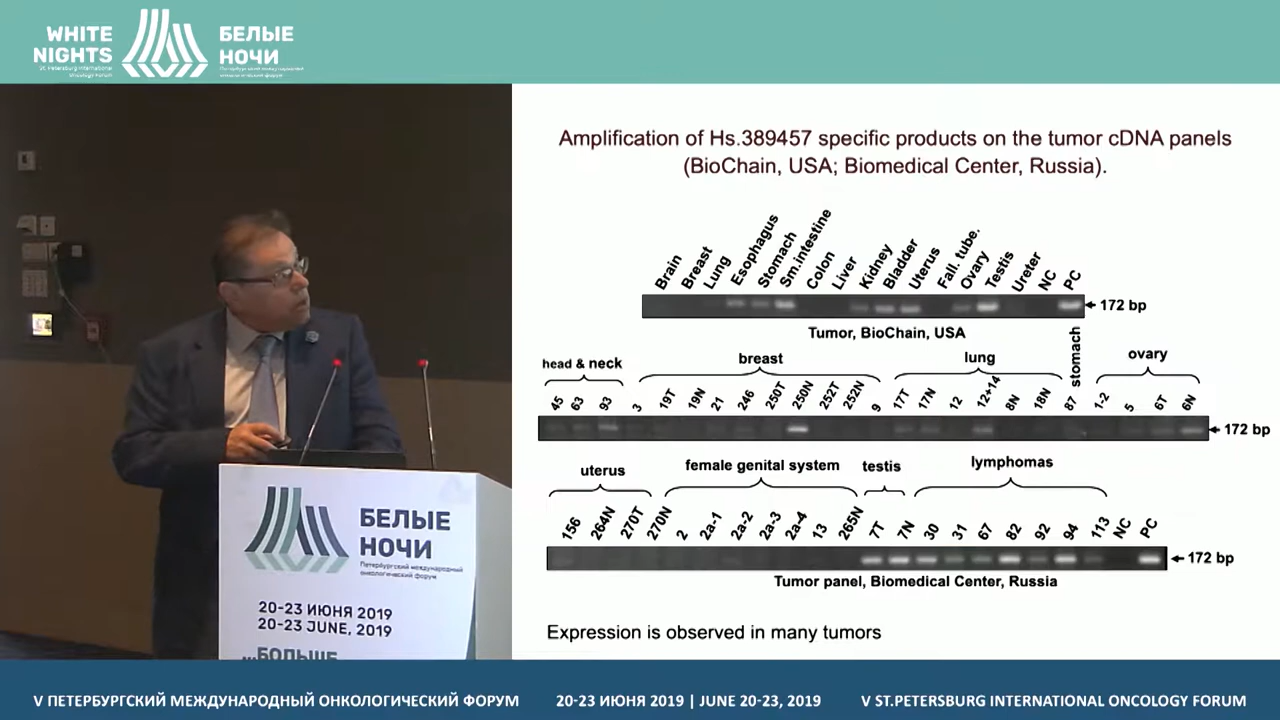 WHITE
NIGHTS
St. Petersburg International
Oncology Forum
БЕЛЫЕ
НОЧИ
Петербургский международный
онкологический форум
Amplification of Hs.389457 specific products on the tumor cDNA panels
(BioChain, USA; Biomedical Center, Russia).
Brain Breast Lung Esophagus Stomach Sm.intestine Colon Liver Kidney Bladder Uterus Fall. tube. Ovary Testis Ureter NC PC
172 bp
Tumor, BioChain, USA
head & neck breast lung stomach ovary
45 63 93 3 19T 19N 21 246 250T 250N 252T 252N 9 17T 17N 12 12+14 8N 18N 87 1-2 5 6T 6N
172 bp
uterus female genital system testis lymphomas
156 264N 270T 270N 2 2a-1 2a-2 2a-3 2a-4 13 265N 7T 7N 30 31 67 82 92 94 113 NC PC
172 bp
Tumor panel, Biomedical Center, Russia
Expression is observed in many tumors
БЕЛЫЕ
НОЧИ
Петербургский международный
онкологический форум
20-23 ИЮНЯ 2019
20-23 JUNE, 2019
...БОЛЬШЕ
V ПЕТЕРБУРГСКИЙ МЕЖДУНАРОДНЫЙ ОНКОЛОГИЧЕСКИЙ ФОРУМ 20-23 ИЮНЯ 2019 | JUNE 20-23, 2019 V ST.PETERSBURG INTERNATIONAL ONCOLOGY FORUM